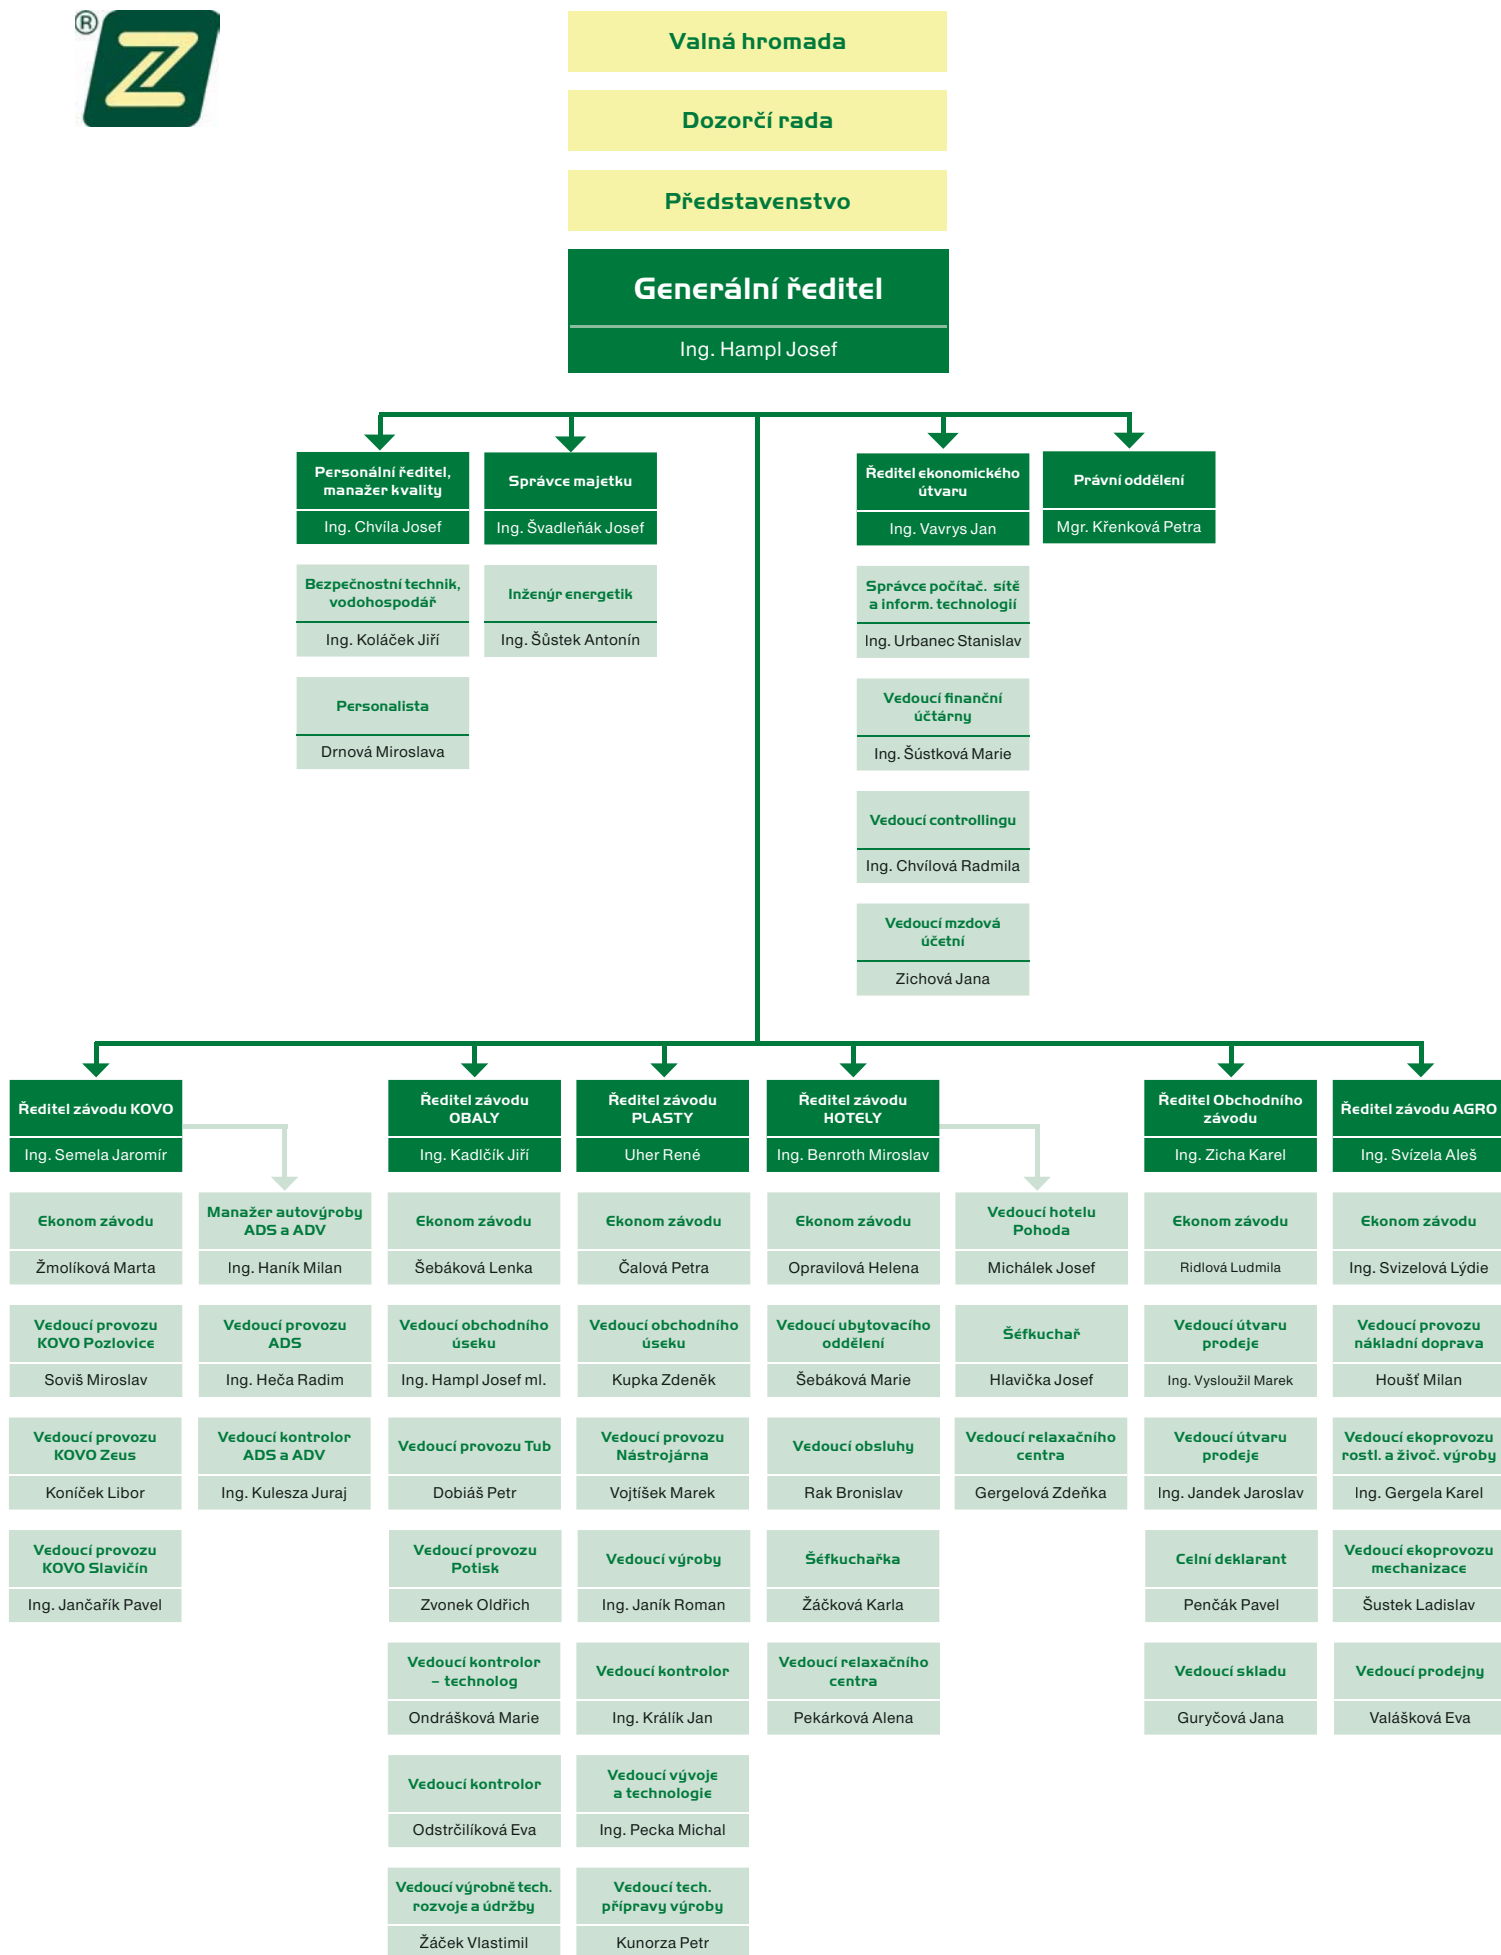 ®
Z
Valná hromada
Dozorčí rada
Představenstvo
Generální ředitel
Ing. Hampl Josef
Personální ředitel,
manažer kvality
Ing. Chvíla Josef
Správce majetku
Ing. Švadleňák Josef
Ředitel ekonomického
útvaru
Ing. Vavrys Jan
Právní oddělení
Mgr. Křenková Petra
Bezpečnostní technik,
vodohospodář
Ing. Koláček Jiří
Inženýr energetik
Ing. Šůstek Antonín
Správce počítač. sítě
a inform. technologií
Ing. Urbanec Stanislav
Personalista
Drnová Miroslava
Vedoucí finanční
účtárny
Ing. Šústková Marie
Vedoucí controllingu
Ing. Chvílová Radmila
Vedoucí mzdová
účetní
Zichová Jana
Ředitel závodu KOVO
Ing. Semela Jaromír
Ekonom závodu
Žmolíková Marta
Vedoucí provozu
KOVO Pozlovice
Soviš Miroslav
Vedoucí provozu
KOVO Zeus
Koníček Libor
Vedoucí provozu
KOVO Slavičín
Ing. Jančařík Pavel
Manažer autovýroby
ADS a ADV
Ing. Haník Milan
Vedoucí provozu
ADS
Ing. Heča Radim
Vedoucí kontrolor
ADS a ADV
Ing. Kulesza Juraj
Ředitel závodu
OBALY
Ing. Kadlčík Jiří
Ekonom závodu
Šebáková Lenka
Vedoucí obchodního
úseku
Ing. Hampl Josef ml.
Vedoucí provozu Tub
Dobiáš Petr
Vedoucí provozu
Potisk
Zvonek Oldřich
Vedoucí kontrolor
– technolog
Ondrášková Marie
Vedoucí kontrolor
Odstrčilíková Eva
Vedoucí výrobně tech.
rozvoje a údržby
Žáček Vlastimil
Ředitel závodu
PLASTY
Uher René
Ekonom závodu
Čalová Petra
Vedoucí obchodního
úseku
Kupka Zdeněk
Vedoucí provozu
Nástrojárna
Vojtíšek Marek
Vedoucí výroby
Ing. Janík Roman
Vedoucí kontrolor
Ing. Králík Jan
Vedoucí vývoje
a technologie
Ing. Pecka Michal
Vedoucí tech.
přípravy výroby
Kunorza Petr
Ředitel závodu
HOTELY
Ing. Benroth Miroslav
Ekonom závodu
Opravilová Helena
Vedoucí ubytovacího
oddělení
Šebáková Marie
Vedoucí obsluhy
Rak Bronislav
Šéfkuchařka
Žáčková Karla
Vedoucí relaxačního
centra
Pekárková Alena
Vedoucí hotelu
Pohoda
Michálek Josef
Šéfkuchař
Hlavička Josef
Vedoucí relaxačního
centra
Gergelová Zdeňka
Ředitel Obchodního
závodu
Ing. Zicha Karel
Ekonom závodu
Ridlová Ludmila
Vedoucí útvaru
prodeje
Ing. Vysloužil Marek
Vedoucí útvaru
prodeje
Ing. Jandek Jaroslav
Celní deklarant
Penčák Pavel
Vedoucí skladu
Guryčová Jana
Ředitel závodu AGRO
Ing. Svízela Aleš
Ekonom závodu
Ing. Svizelová Lýdie
Vedoucí provozu
nákladní doprava
Houšť Milan
Vedoucí ekoprovozu
rostl. a živoč. výroby
Ing. Gergela Karel
Vedoucí ekoprovozu
mechanizace
Šustek Ladislav
Vedoucí prodejny
Valášková Eva